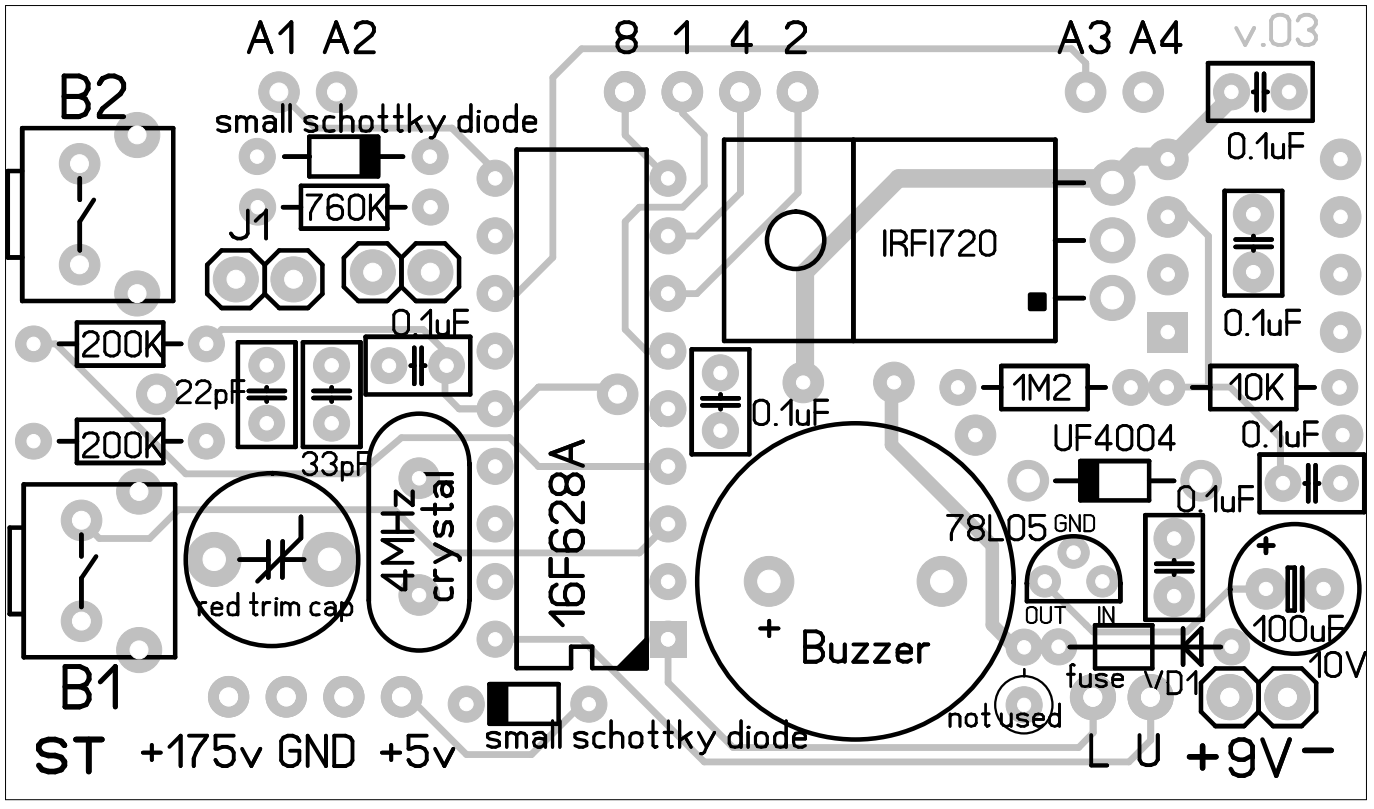 A1 A2 8 1 4 2 A3 A4 v.03
B2
small schottky diode
0.1uF
760K
J1
IRFI720
0.1uF
0.1uF
200K
22pF
1M2
10K
0.1uF
UF4004
0.1uF
200K
33pF
0.1uF
16F628A
4MHz
crystal
78L05 GND
red trim cap
OUT IN
+
+
100uF
10V
Buzzer
fuse
VD1
B1
not used
small schottky diode
ST +175v GND +5v
L U +9V-